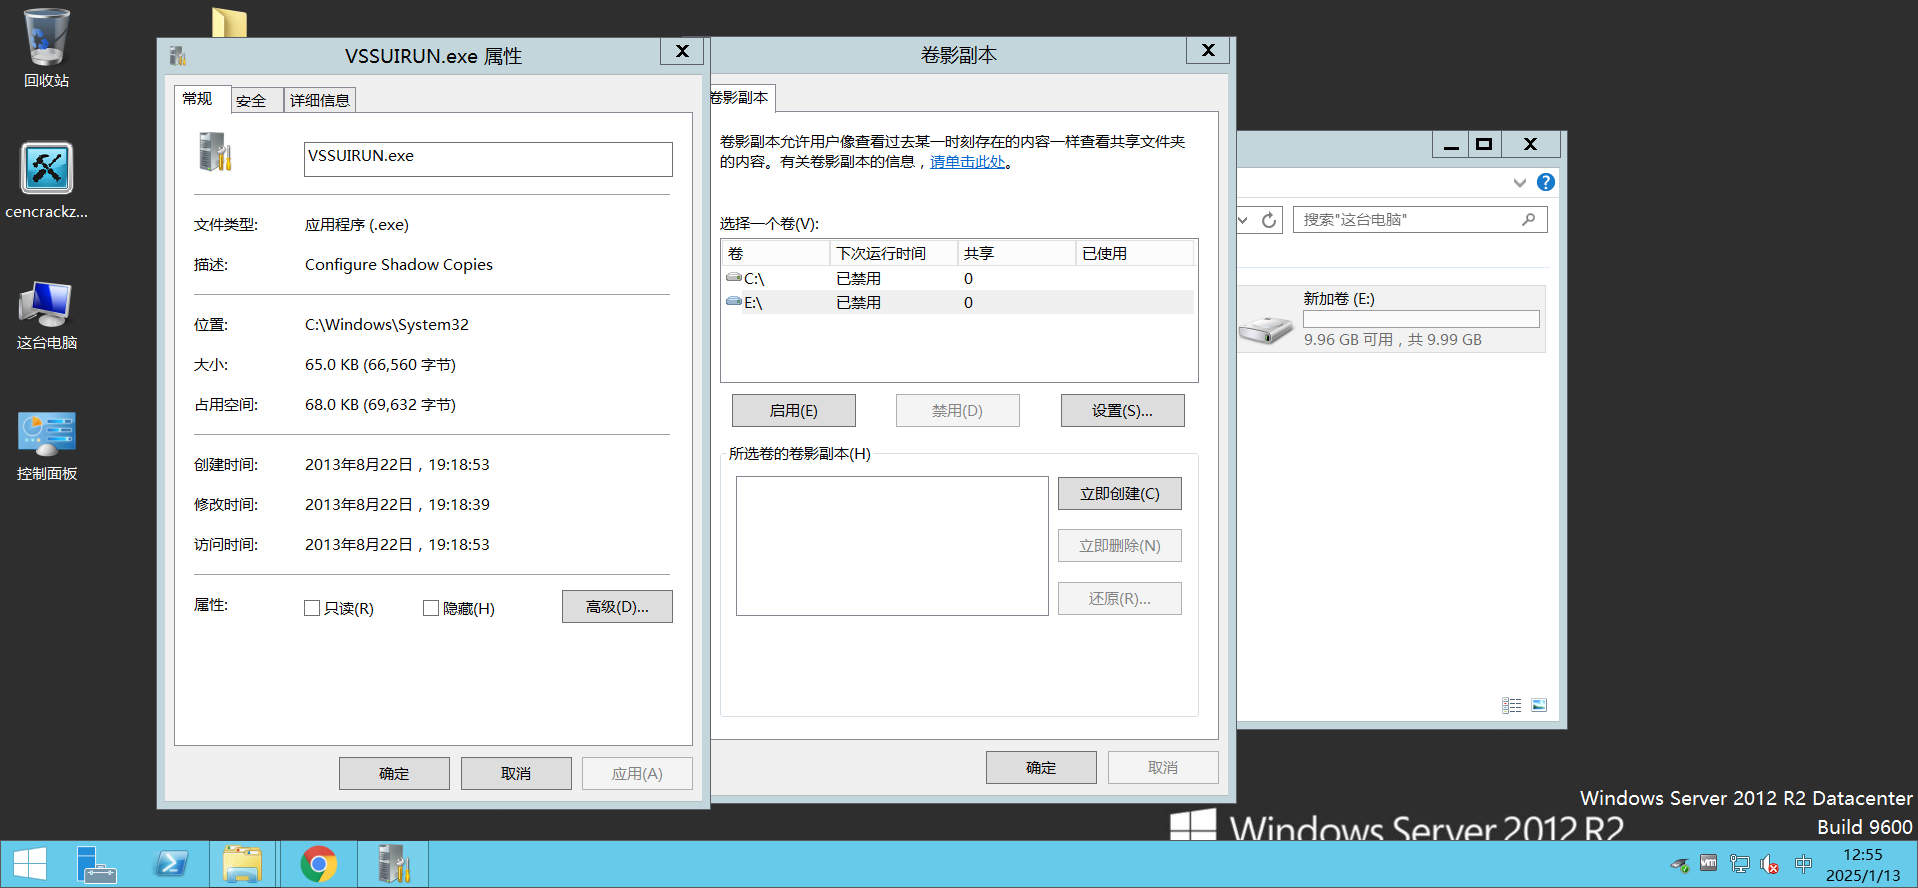 回收站
cencrackz...
这台电脑
控制面板
VSSUIRUN.exe 属性
常规
安全
详细信息
VSSUIRUN.exe
文件类型:
应用程序 (.exe)
描述:
Configure Shadow Copies
位置:
C:\Windows\System32
大小:
65.0 KB (66,560 字节)
占用空间:
68.0 KB (69,632 字节)
创建时间:
2013年8月22日，19:18:53
修改时间:
2013年8月22日，19:18:39
访问时间:
2013年8月22日，19:18:53
属性:
只读(R)
隐藏(H)
高级(D)...
确定
取消
应用(A)
卷影副本
卷影副本
卷影副本允许用户像查看过去某一时刻存在的内容一样查看共享文件夹
的内容。有关卷影副本的信息，请单击此处。
选择一个卷(V):
卷
下次运行时间
共享
已使用
C:\
已禁用
0
E:\
已禁用
0
启用(E)
禁用(D)
设置(S)...
所选卷的卷影副本(H)
立即创建(C)
立即删除(N)
还原(R)...
确定
取消
搜索"这台电脑"
新加卷 (E:)
9.96 GB 可用，共 9.99 GB
Windows Server 2012 R2 Datacenter
Build 9600
Windows Server 2012 R2
中
12:55
2025/1/13